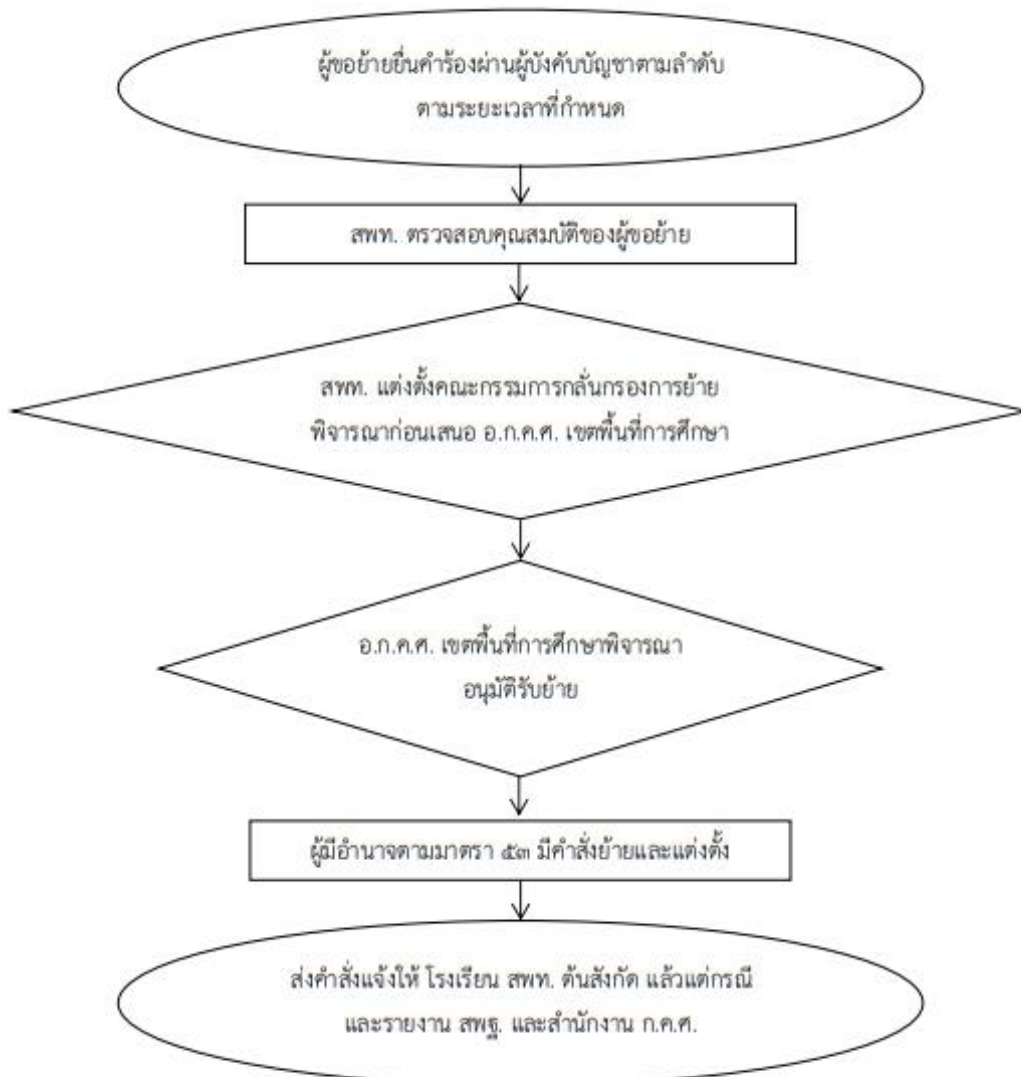 ผู้ขอย้ายยื่นคำร้องผ่านผู้บังคับบัญชาตามลำดับ
ตามระยะเวลาที่กำหนด
สพท. ตรวจสอบคุณสมบัติของผู้ขอย้าย
สพท. แต่งตั้งคณะกรรมการกลั่นกรองการย้าย
พิจารณาก่อนเสนอ อ.ก.ค.ศ. เขตพื้นที่การศึกษา
อ.ก.ค.ศ. เขตพื้นที่การศึกษาพิจารณา
อนุมัติรับย้าย
ผู้มีอำนาจตามมาตรา ๕๓ มีคำสั่งย้ายและแต่งตั้ง
ส่งคำสั่งแจ้งให้ โรงเรียน สพท. ต้นสังกัด แล้วแต่กรณี
และรายงาน สพฐ. และสำนักงาน ก.ค.ศ.